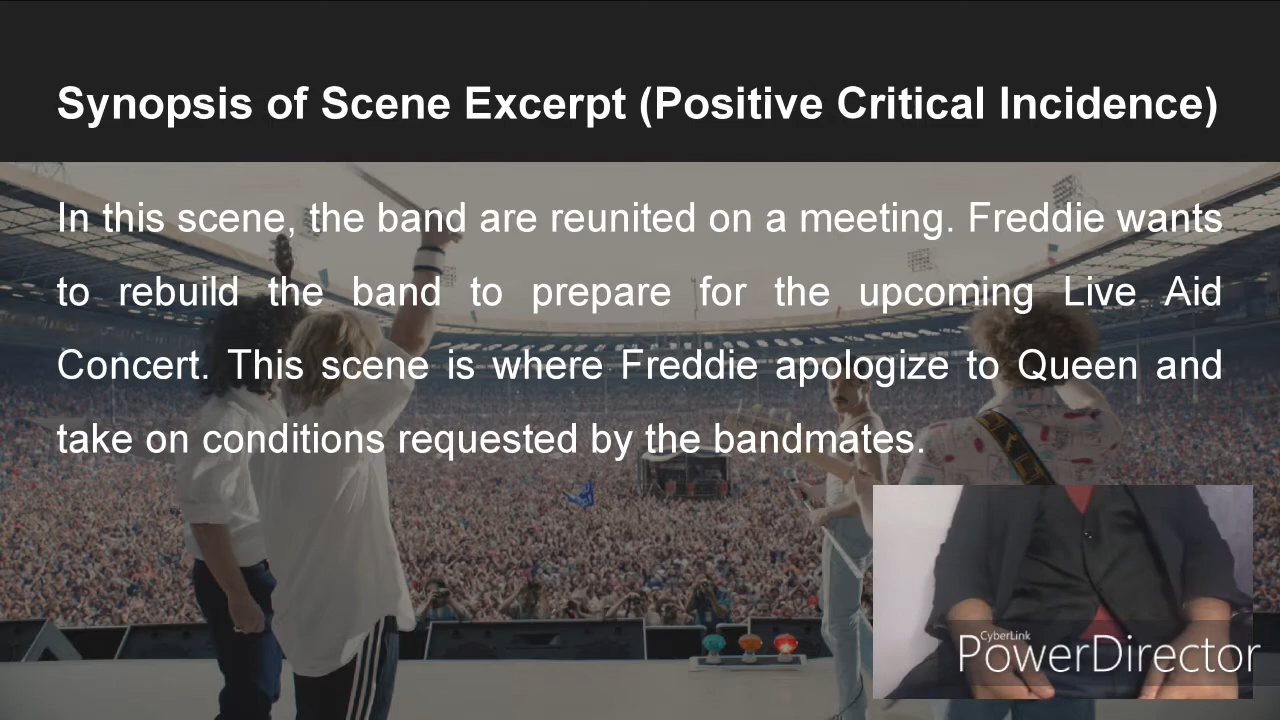 Synopsis of Scene Excerpt (Positive Critical Incidence)
In this scene, the band are reunited on a meeting. Freddie wants
to rebuild the band to prepare for the upcoming Live Aid
Concert. This scene is where Freddie apologize to Queen and
take on conditions requested by the bandmates.
CyberLink
PowerDirector